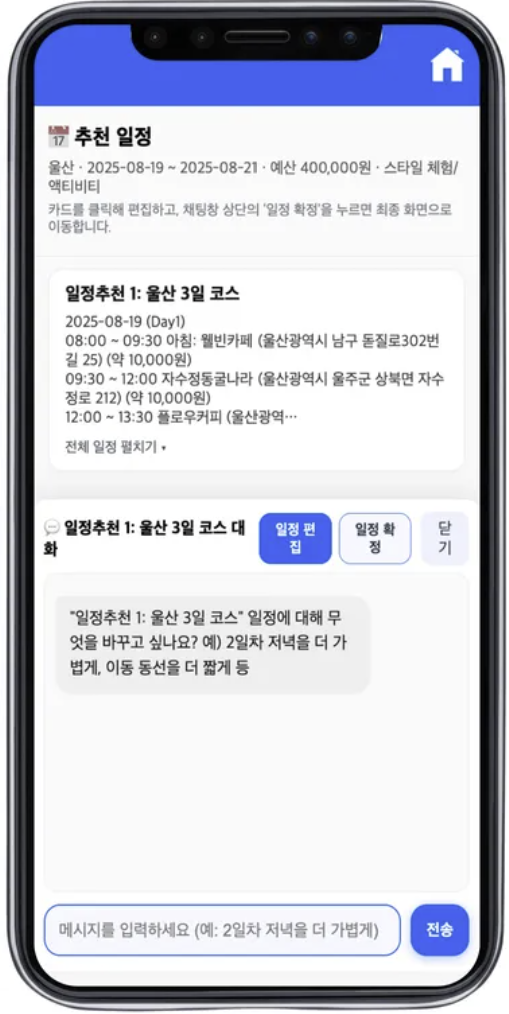 추천 일정
울산 · 2025-08-19 ~ 2025-08-21 · 예산 400,000원 · 스타일 체험/
액티비티
카드를 클릭해 편집하고, 채팅창 상단의 '일정 확정'을 누르면 최종 화면으로
이동합니다.
일정추천 1: 울산 3일 코스
2025-08-19 (Day1)
08:00 ~ 09:30 아침: 웰빈카페 (울산광역시 남구 돋질로302번
길 25) (약 10,000원)
09:30 ~ 12:00 자수정동굴나라 (울산광역시 울주군 상북면 자수
정로 212) (약 10,000원)
12:00 ~ 13:30 플로우커피 (울산광역…
전체 일정 펼치기 ▾
일정추천 1: 울산 3일 코스 대
화
일정 편
집
일정 확
정
닫
기
"일정추천 1: 울산 3일 코스" 일정에 대해 무
엇을 바꾸고 싶나요? 예) 2일차 저녁을 더 가
볍게, 이동 동선을 더 짧게 등
메시지를 입력하세요 (예: 2일차 저녁을 더 가볍게)
전송